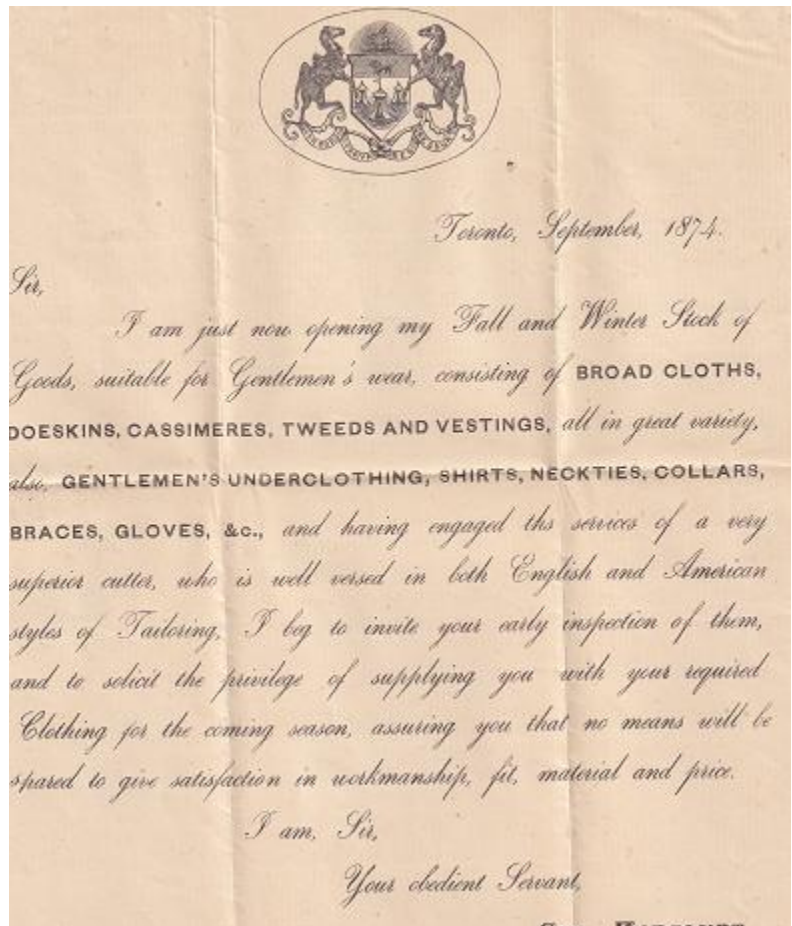 Toronto, September, 1874.
Sir,
I am just now opening my Fall and Winter Stock of
Goods, suitable for Gentlemen's wear, consisting of BROAD CLOTHS,
DOESKINS, CASSIMERES, TWEEDS AND VESTINGS, all in great variety,
also, GENTLEMEN'S UNDERCLOTHING, SHIRTS, NECKTIES, COLLARS,
BRACES, GLOVES, &c., and having engaged ths services of a very
superior cutter, who is well versed in both English and American
styles of Tailoring, I beg to invite your early inspection of them,
and to solicit the privilege of supplying you with your required
Clothing for the coming season, assuring you that no means will be
spared to give satisfaction in workmanship, fit, material and price.
I am, Sir,
Your obedient Servant,